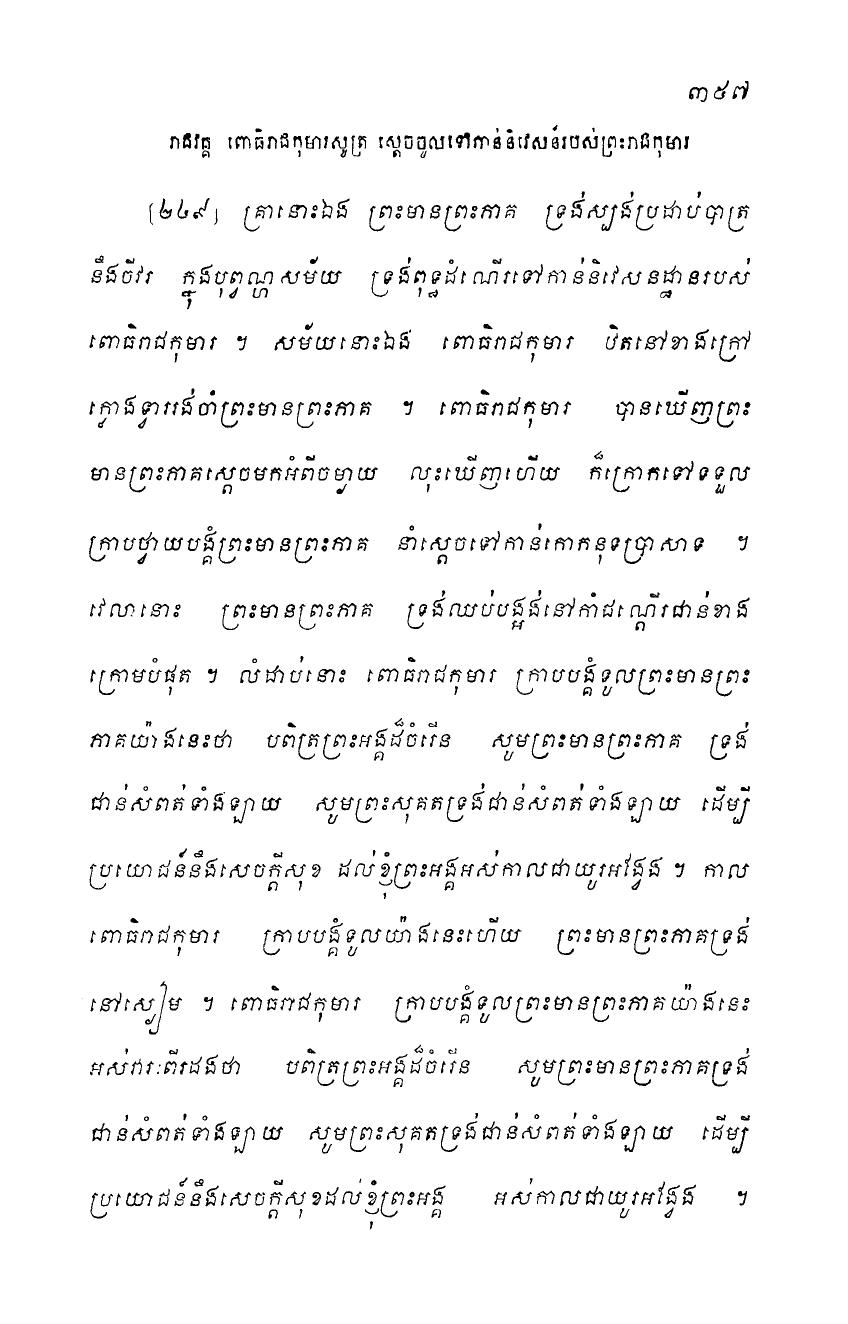 ៣៥៧
រាជវគ្គ ពោធិរាជកុមារសូត្រ ស្តេចចូលទៅកាន់និវេសន៍របស់ព្រះរាជកុមារ
[២៤៩] គ្រានោះឯង ព្រះមានព្រះភាគ ទ្រង់ស្បង់ប្រដាប់បាត្រ
នឹងចីវរ ក្នុងបុព្វណ្ហសម័យ ទ្រង់ពុទ្ធដំណើរទៅកាន់និវេសនដ្ឋានរបស់
ពោធិរាជកុមារ ។ សម័យនោះឯង ពោធិរាជកុមារ ឋិតនៅខាងក្រៅ
ក្លោងទ្វាររង់ចាំព្រះមានព្រះភាគ ។ ពោធិរាជកុមារ បានឃើញព្រះ
មានព្រះភាគស្តេចមកអំពីចម្ងាយ លុះឃើញហើយ ក៏ក្រោកទៅទទួល
ក្រាបថ្វាយបង្គំព្រះមានព្រះភាគ នាំស្តេចទៅកាន់កោកនុទប្រាសាទ ។
វេលានោះ ព្រះមានព្រះភាគ ទ្រង់ឈប់បង្អង់នៅកាំជណ្តើរជាន់ខាង
ក្រោមបំផុត ។ លំដាប់នោះ ពោធិរាជកុមារ ក្រាបបង្គំទូលព្រះមានព្រះ
ភាគយ៉ាងនេះថា បពិត្រព្រះអង្គដ៏ចំរើន សូមព្រះមានព្រះភាគ ទ្រង់
ជាន់សំពត់ទាំងឡាយ សូមព្រះសុគតទ្រង់ជាន់សំពត់ទាំងឡាយ ដើម្បី
ប្រយោជន៍នឹងសេចក្តីសុខ ដល់ខ្ញុំព្រះអង្គអស់កាលជាយូរអង្វែង ។ កាល
ពោធិរាជកុមារ ក្រាបបង្គំទូលយ៉ាងនេះហើយ ព្រះមានព្រះភាគទ្រង់
នៅស្ងៀម ។ ពោធិរាជកុមារ ក្រាបបង្គំទូលព្រះមានព្រះភាគយ៉ាងនេះ
អស់វារៈពីរដងថា បពិត្រព្រះអង្គដ៏ចំរើន សូមព្រះមានព្រះភាគទ្រង់
ជាន់សំពត់ទាំងឡាយ សូមព្រះសុគតទ្រង់ជាន់សំពត់ទាំងឡាយ ដើម្បី
ប្រយោជន៍នឹងសេចក្តីសុខដល់ខ្ញុំព្រះអង្គ អស់កាលជាយូរអង្វែង ។